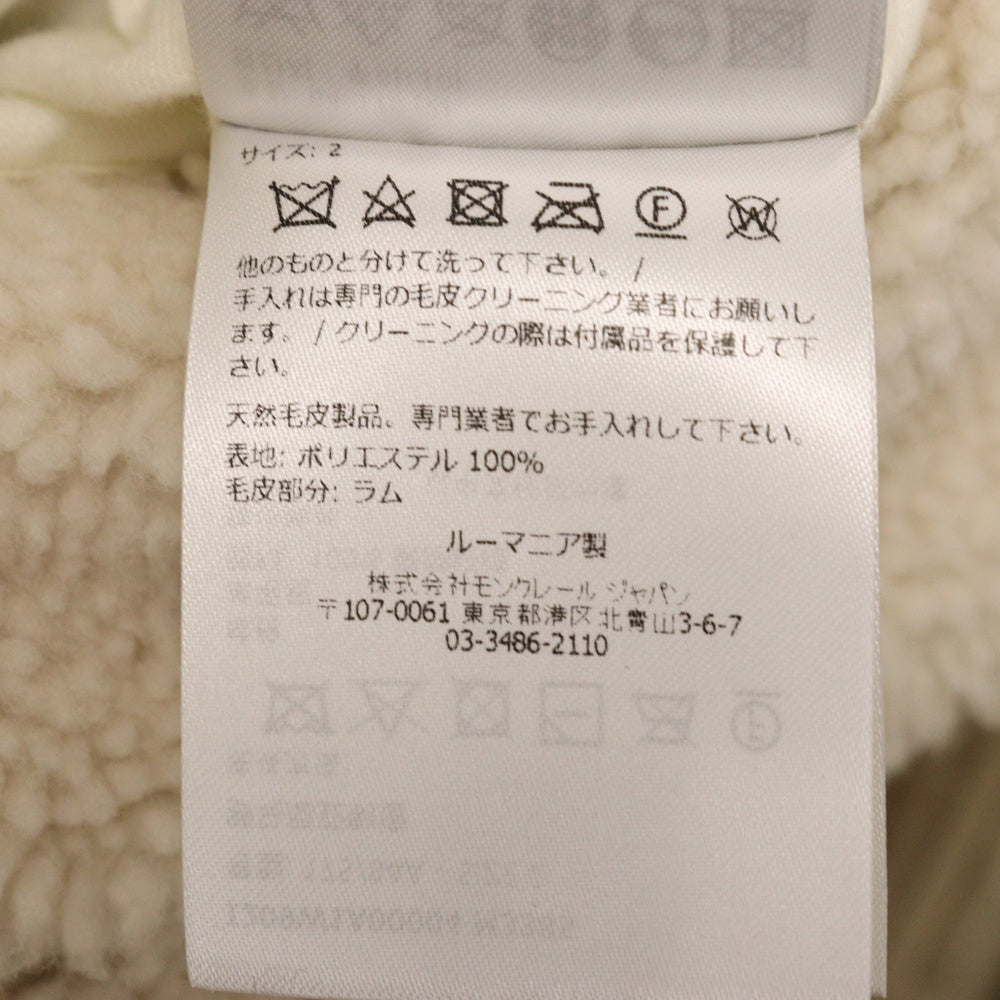 サイズ: 2
F W
他のものと分けて洗って下さい。 /
手入れは専門の毛皮クリーニング業者にお願いし
ます。 / クリーニングの際は付属品を保護して下
さい。
天然毛皮製品。専門業者でお手入れして下さい。
表地: ポリエステル 100%
毛皮部分: ラム
ルーマニア製
株式会社モンクレール ジャパン
〒107-0061 東京都港区北青山3-6-7
03-3486-2110